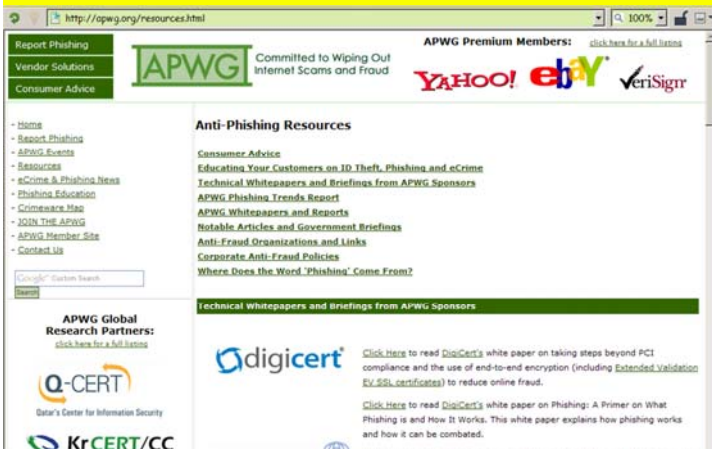 http://apwg.org/resources.html
100%
Report Phishing
Vendor Solutions
Consumer Advice
APWG
Committed to Wiping Out
Internet Scams and Fraud
APWG Premium Members:
click here for a full listing
YAHOO!
ebY
VeriSign
- Home
- Report Phishing
- APWG Events
- Resources
- eCrime & Phishing News
- Phishing Education
- Crimeware Map
- JOIN THE APWG
- APWG Member Site
- Contact Us
Google™ Custom Search
Search
APWG Global
Research Partners:
click here for a full listing
Q-CERT
Qatar's Center for Information Security
KrCERT/CC
Anti-Phishing Resources
Consumer Advice
Educating Your Customers on ID Theft, Phishing and eCrime
Technical Whitepapers and Briefings from APWG Sponsors
APWG Phishing Trends Report
APWG Whitepapers and Reports
Notable Articles and Government Briefings
Anti-Fraud Organizations and Links
Corporate Anti-Fraud Policies
Where Does the Word 'Phishing' Come From?
Technical Whitepapers and Briefings from APWG Sponsors
digicert
Click Here to read DigiCert's white paper on taking steps beyond PCI
compliance and the use of end-to-end encryption (including Extended Validation
EV SSL certificates) to reduce online fraud.
Click Here to read DigiCert's white paper on Phishing: A Primer on What
Phishing is and How It Works. This white paper explains how phishing works
and how it can be combated.